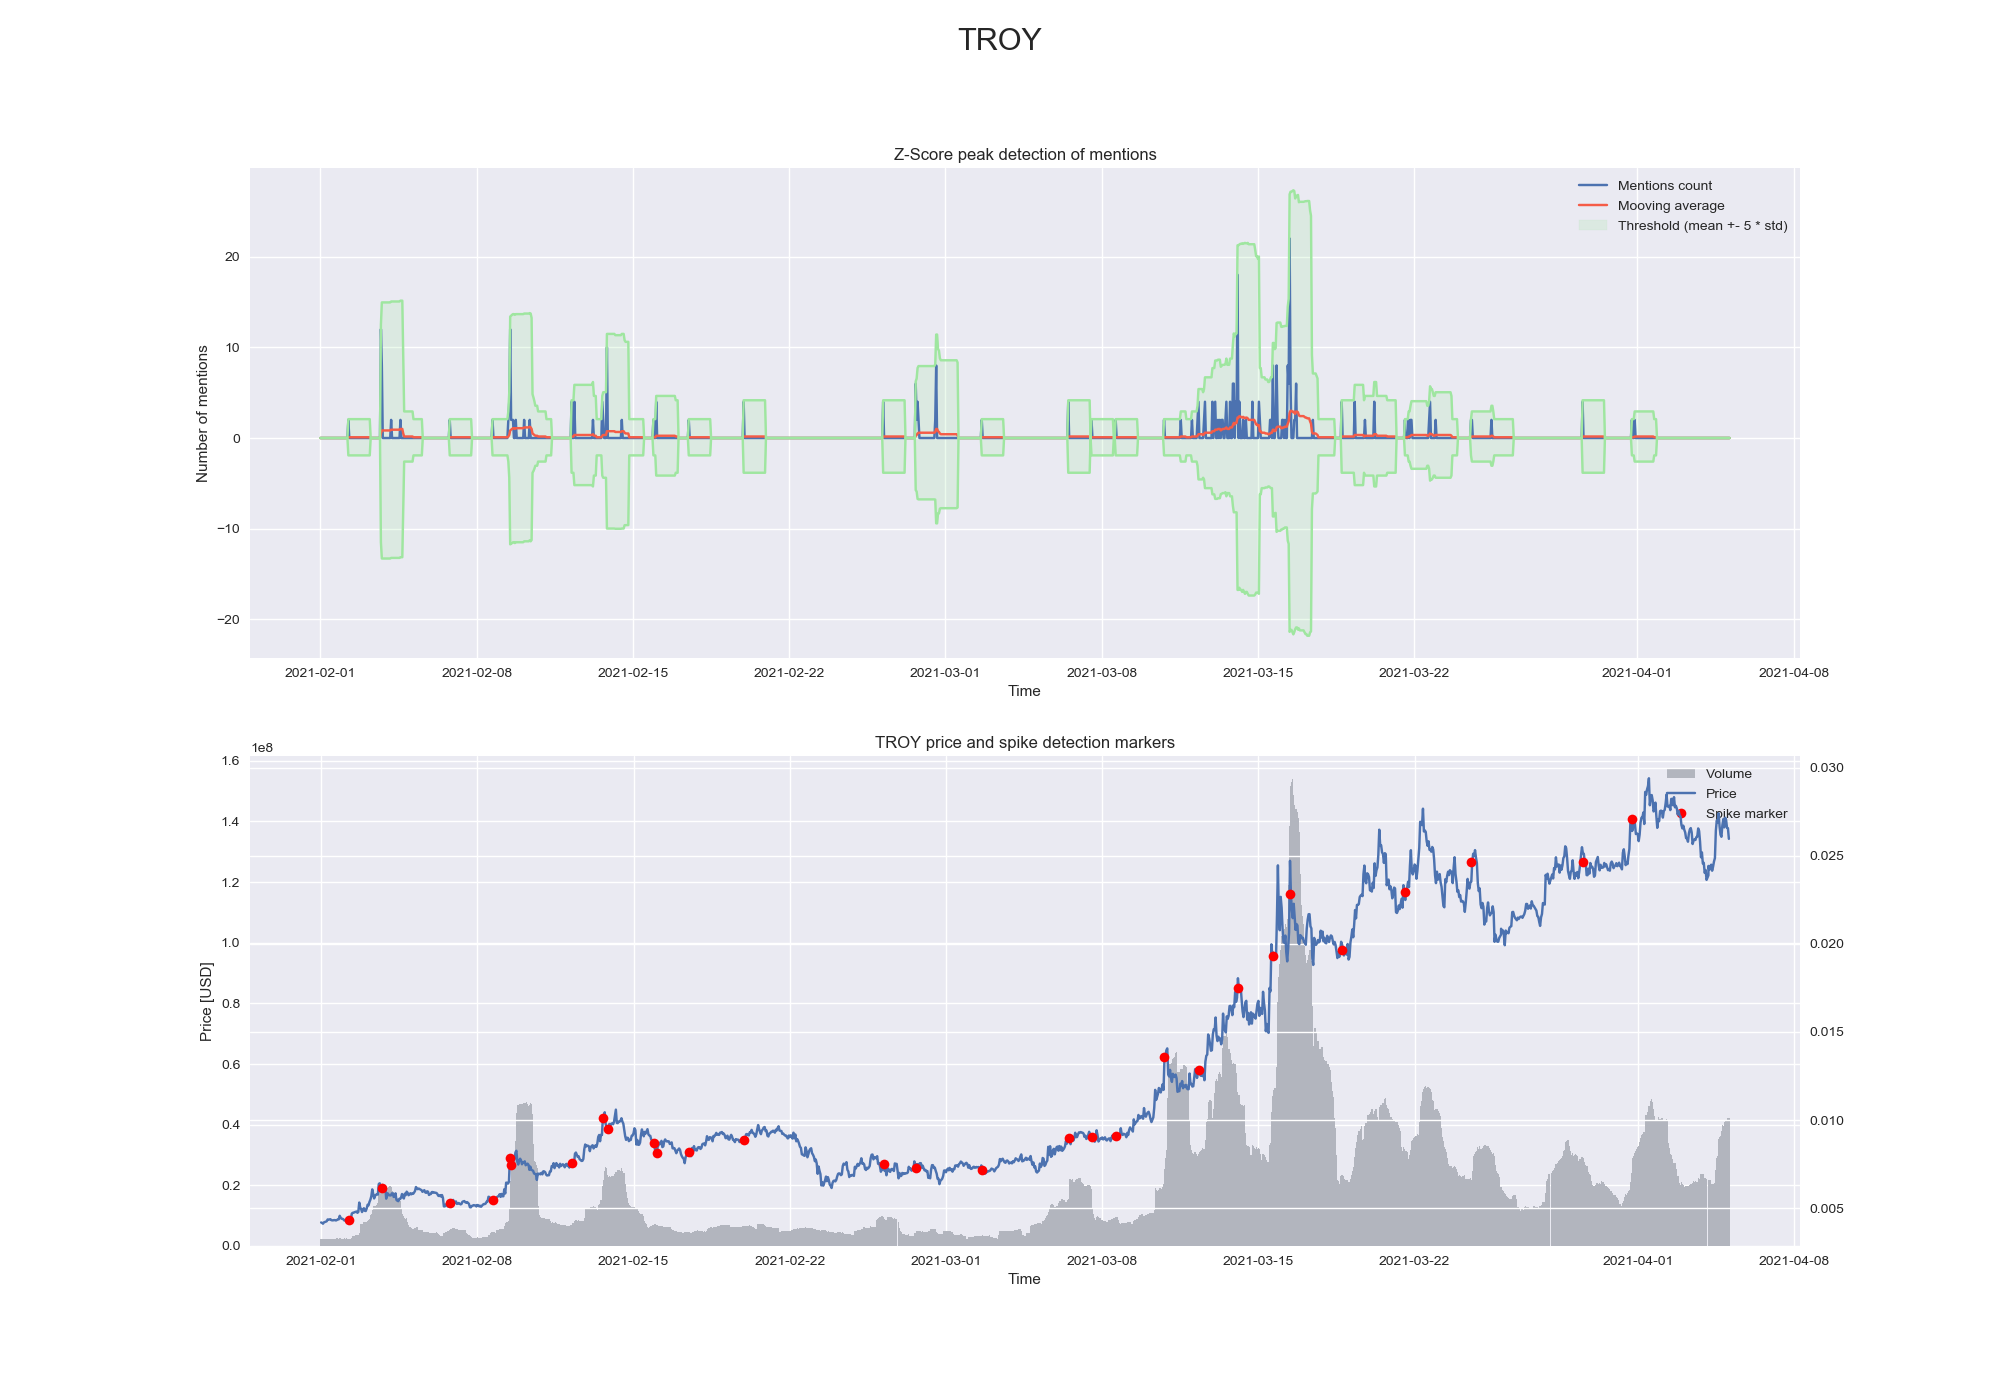 TROY
Z-Score peak detection of mentions
Mentions count
Mooving average
Threshold (mean +- 5 * std)
Number of mentions
20
10
0
−10
−20
2021-02-01 2021-02-08 2021-02-15 2021-02-22 2021-03-01 2021-03-08 2021-03-15 2021-03-22 2021-04-01 2021-04-08
Time
TROY price and spike detection markers
1e8
Volume
Price
Spike marker
Price [USD]
1.6
1.4
1.2
1.0
0.8
0.6
0.4
0.2
0.0
0.030
0.025
0.020
0.015
0.010
0.005
2021-02-01 2021-02-08 2021-02-15 2021-02-22 2021-03-01 2021-03-08 2021-03-15 2021-03-22 2021-04-01 2021-04-08
Time